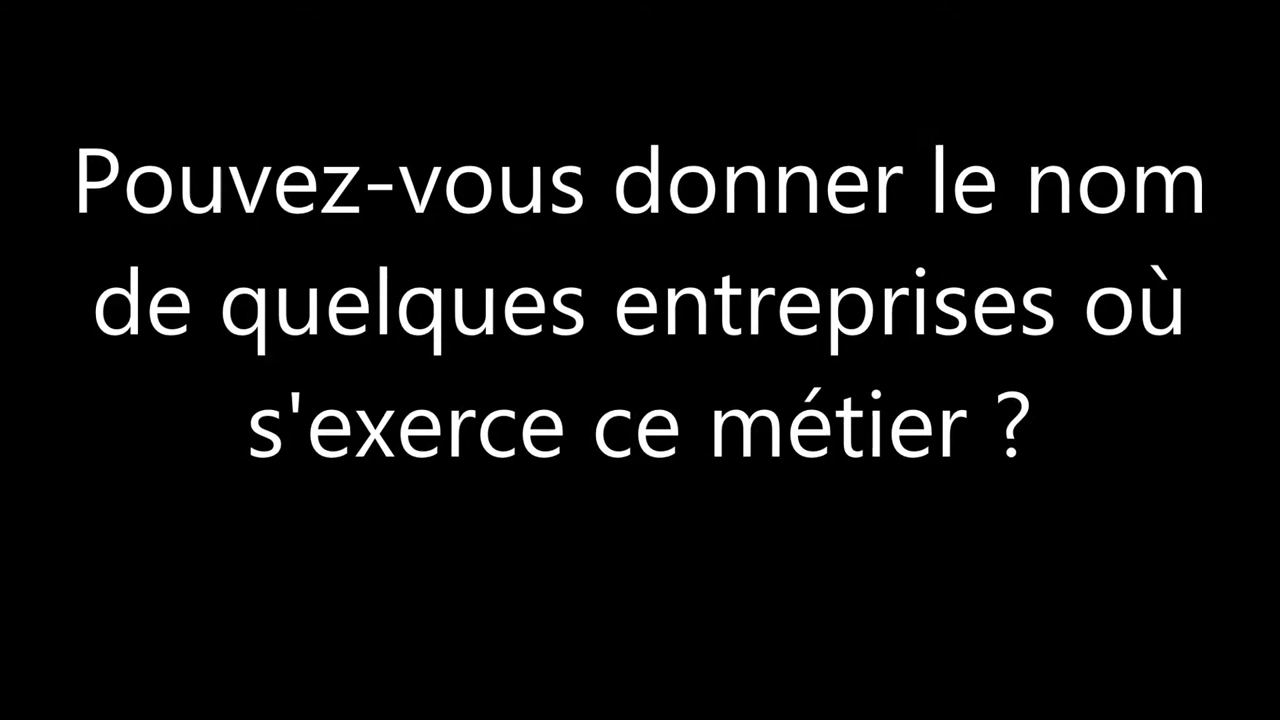 Pouvez-vous donner le nom
de quelques entreprises où
s'exerce ce métier ?